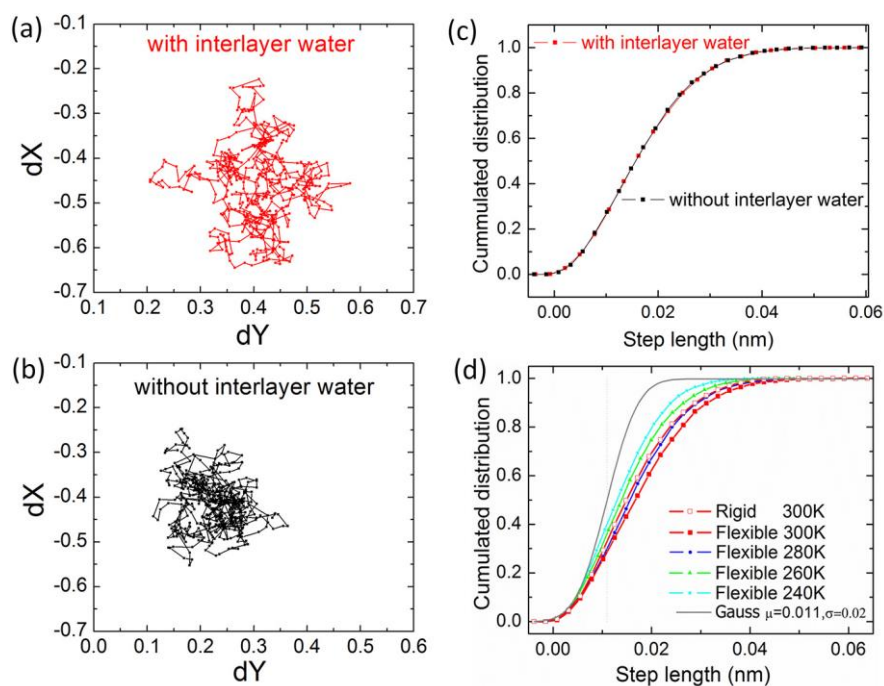 (a)
-0.1
-0.2
-0.3
-0.4
-0.5
-0.6
-0.7
dX
with interlayer water
0.1 0.2 0.3 0.4 0.5 0.6 0.7
dY
(b)
-0.1
-0.2
-0.3
-0.4
-0.5
-0.6
-0.7
dX
without interlayer water
0.0 0.1 0.2 0.3 0.4 0.5 0.6
dY
(c)
1.0
0.8
0.6
0.4
0.2
0.0
Cummulated distribution
with interlayer water
without interlayer water
0.00 0.02 0.04 0.06
Step length (nm)
(d)
1.0
0.8
0.6
0.4
0.2
0.0
Cumulated distribution
Rigid 300K
Flexible 300K
Flexible 280K
Flexible 260K
Flexible 240K
Gauss μ=0.011,σ=0.02
0.00 0.02 0.04 0.06
Step length (nm)